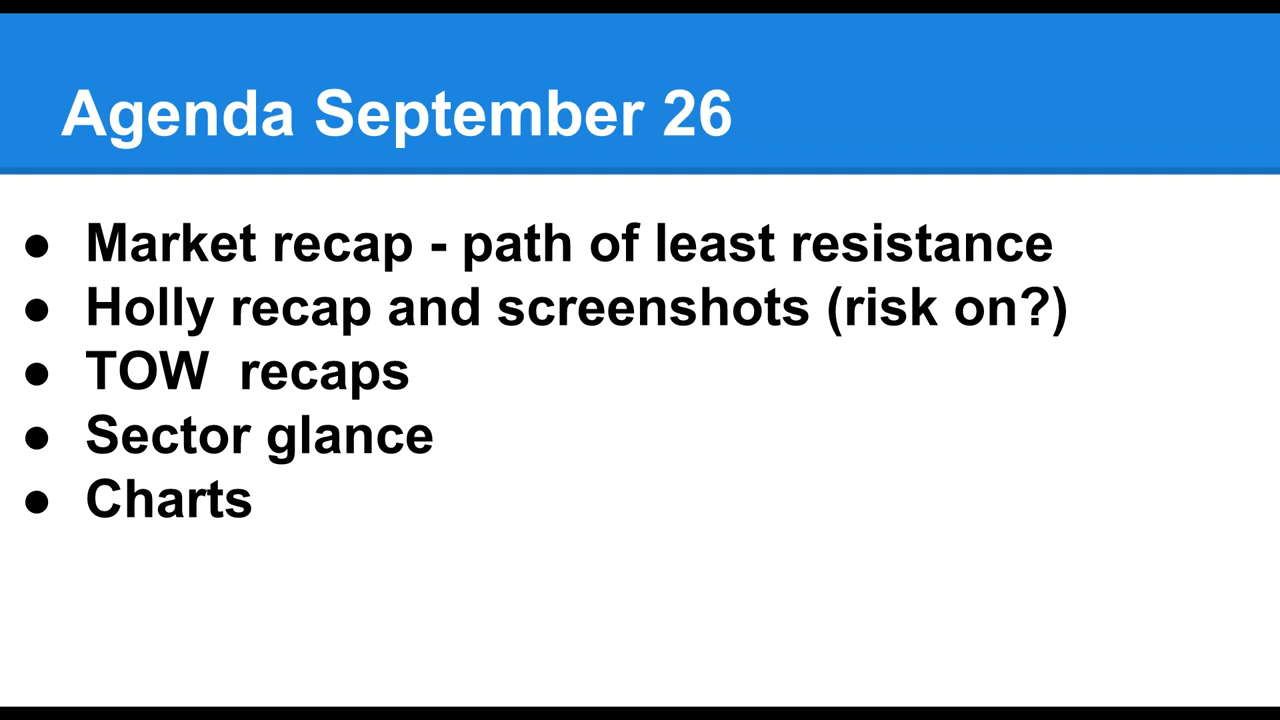 Agenda September 26
● Market recap - path of least resistance
● Holly recap and screenshots (risk on?)
● TOW  recaps
● Sector glance
● Charts